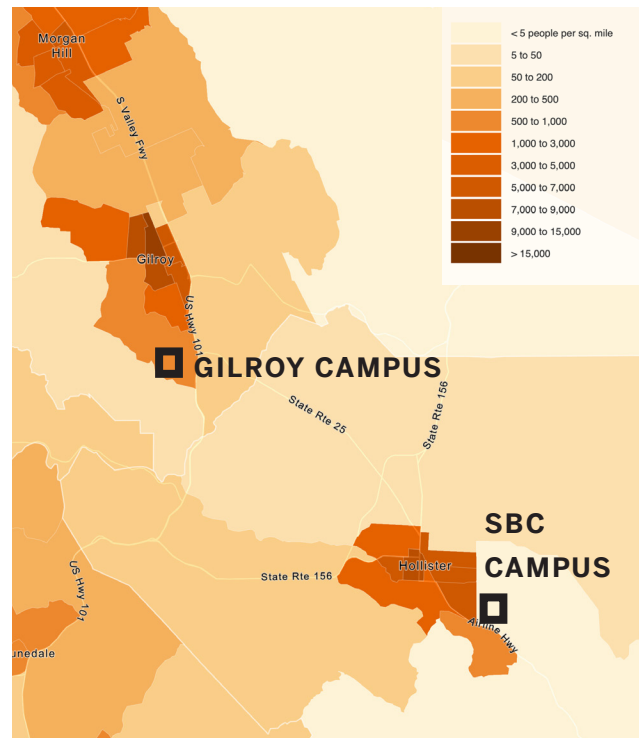 Morgan
Hill
S Valley Fwy
< 5 people per sq. mile
5 to 50
50 to 200
200 to 500
500 to 1,000
1,000 to 3,000
3,000 to 5,000
5,000 to 7,000
7,000 to 9,000
9,000 to 15,000
> 15,000
Gilroy
US Hwy 101
GILROY CAMPUS
State Rte 25
State Rte 156
SBC
CAMPUS
Hollister
State Rte 156
US Hwy 101
Airline Hwy
unedale